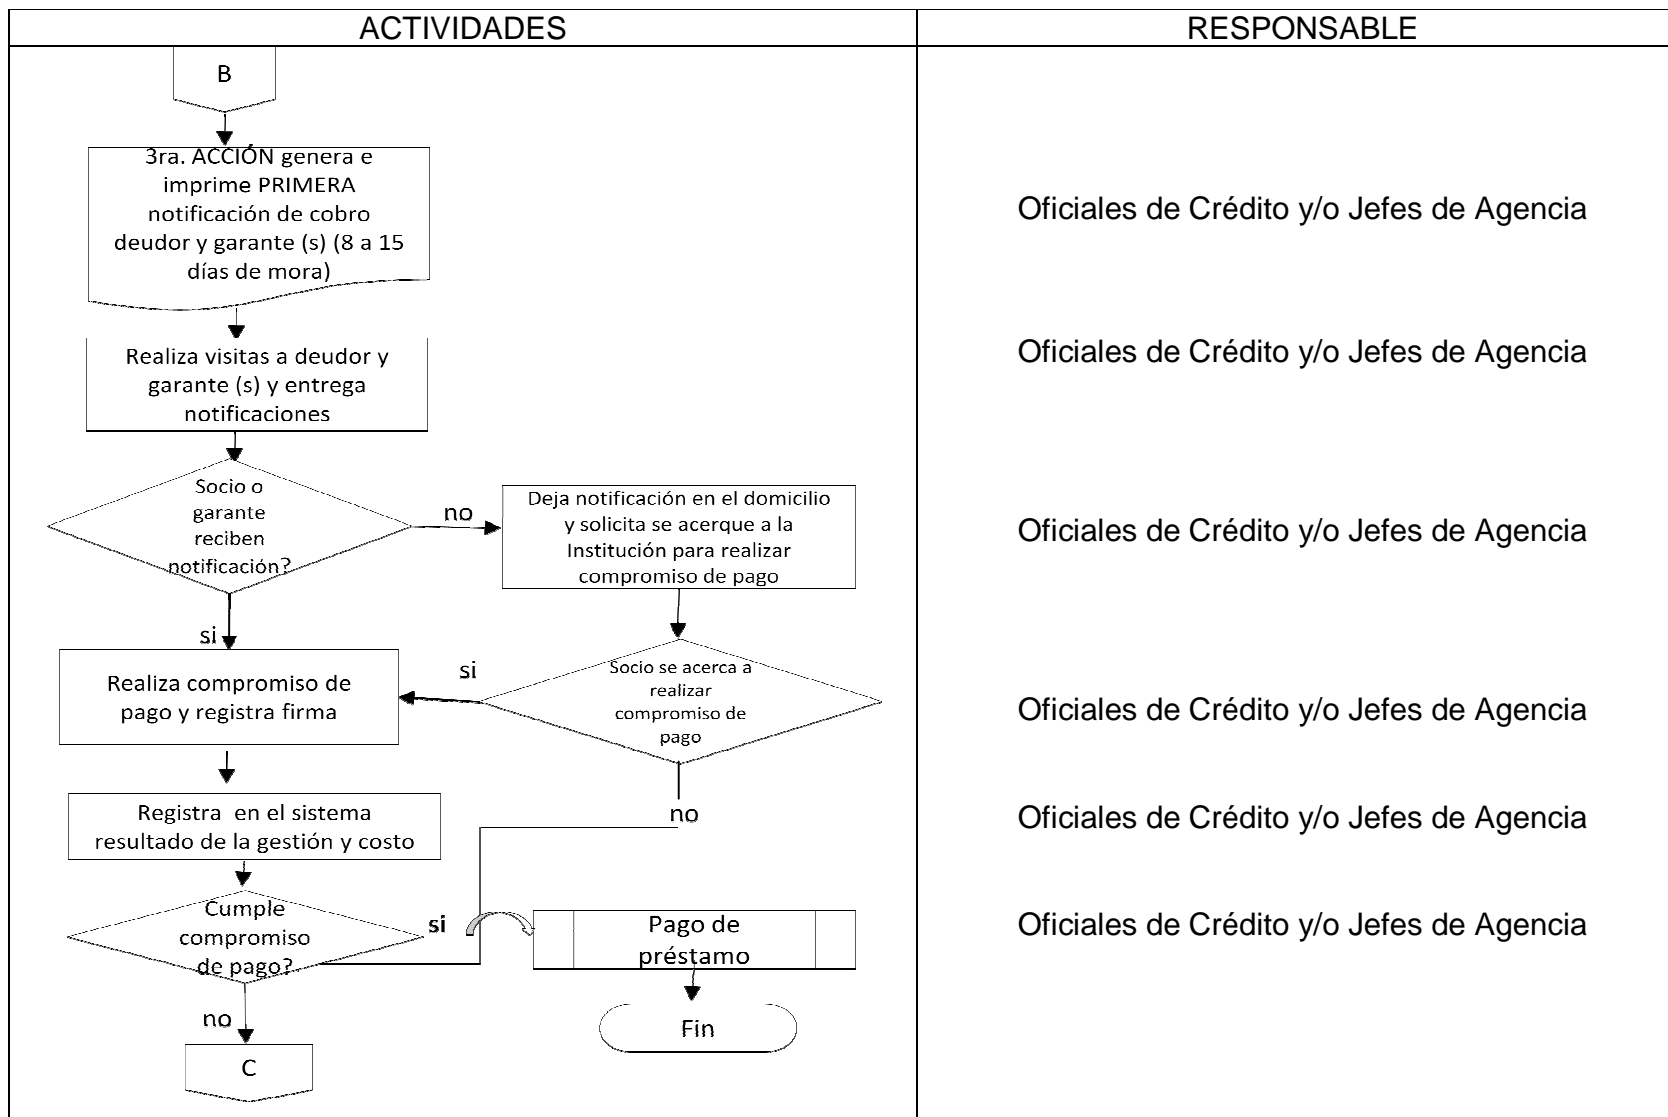 ACTIVIDADES
RESPONSABLE
B
3ra. ACCIÓN genera e
imprime PRIMERA
notificación de cobro
deudor y garante (s) (8 a 15
días de mora)
Oficiales de Crédito y/o Jefes de Agencia
Realiza visitas a deudor y
garante (s) y entrega
notificaciones
Oficiales de Crédito y/o Jefes de Agencia
Socio o
garante
reciben
notificación?
no
Deja notificación en el domicilio
y solicita se acerque a la
Institución para realizar
compromiso de pago
Oficiales de Crédito y/o Jefes de Agencia
si
Realiza compromiso de
pago y registra firma
si
Socio se acerca a
realizar
compromiso de
pago
Oficiales de Crédito y/o Jefes de Agencia
no
Registra en el sistema
resultado de la gestión y costo
Oficiales de Crédito y/o Jefes de Agencia
Cumple
compromiso
de pago?
si
Pago de
préstamo
Oficiales de Crédito y/o Jefes de Agencia
no
Fin
C